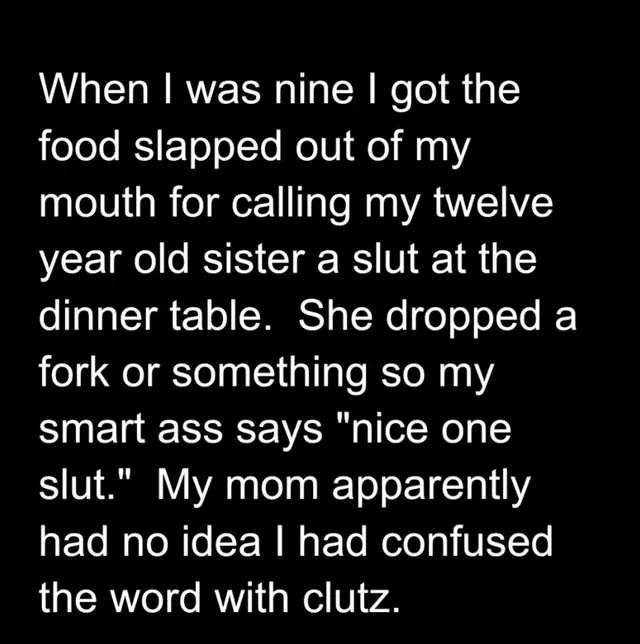 When I was nine I got the
food slapped out of my
mouth for calling my twelve
year old sister a slut at the
dinner table.  She dropped a
fork or something so my
smart ass says "nice one
slut."  My mom apparently
had no idea I had confused
the word with clutz.